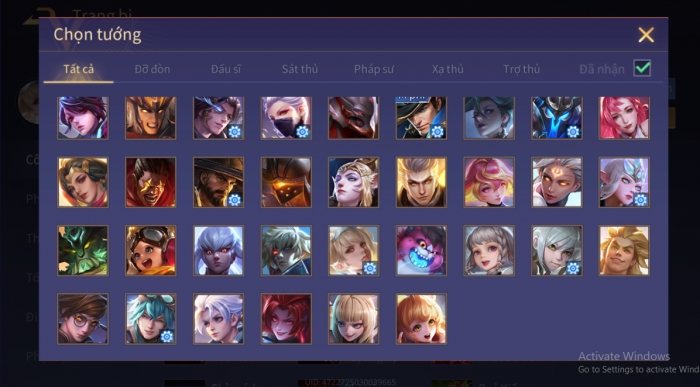 Trang bị
Chọn tướng
Tất cả
Đỡ đòn
Đấu sĩ
Sát thủ
Pháp sư
Xạ thủ
Trợ thủ
Đã nhận
Activate Windows
Go to Settings to activate Wind